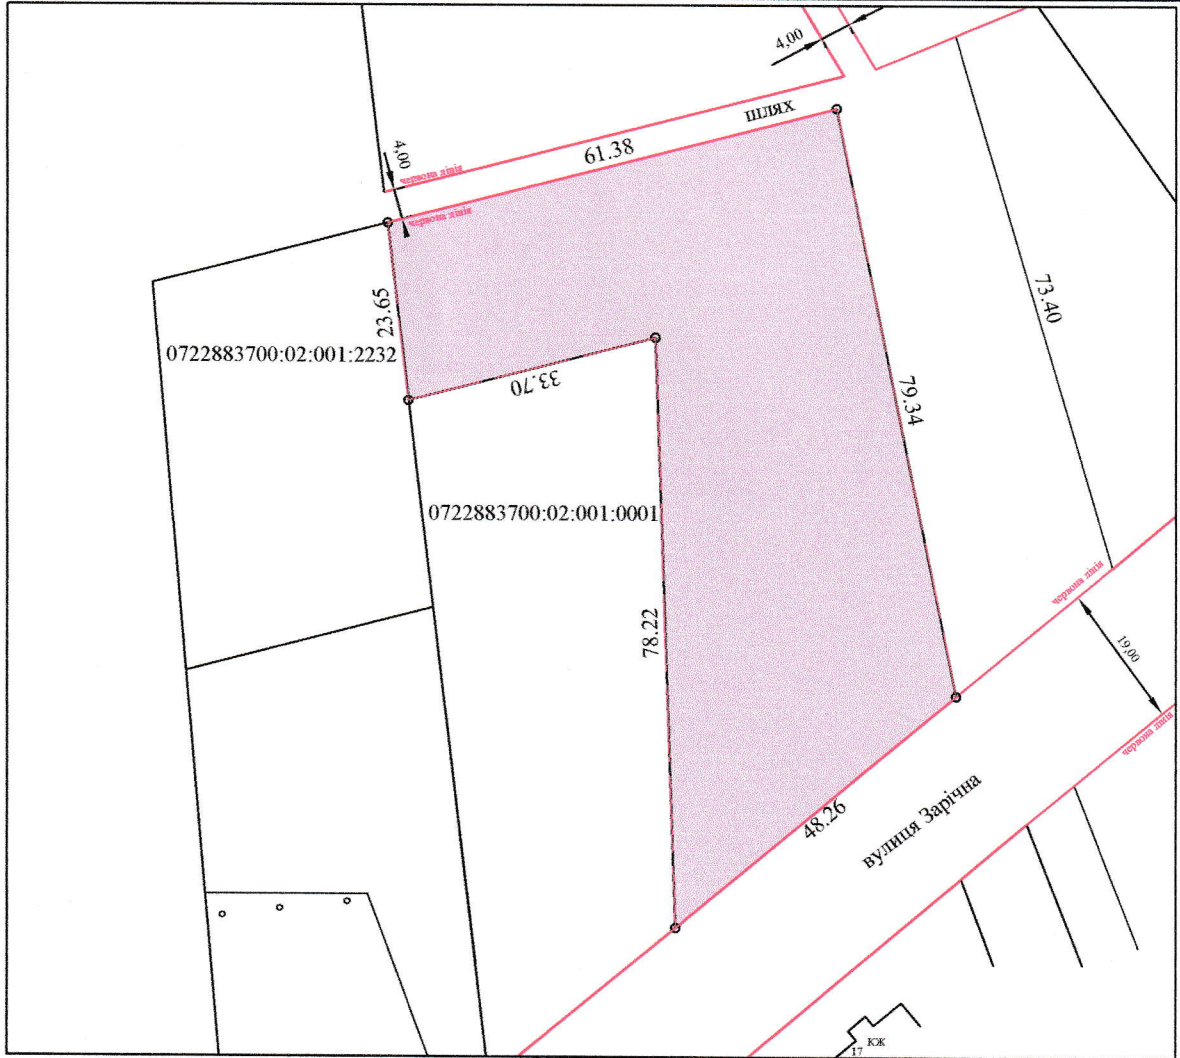 4,00
шлях
61.38
4,00
червона лінія
червона лінія
23.65
73.40
0722883700:02:001:2232
33.70
79.34
0722883700:02:001:0001
червона лінія
78.22
19,00
червона лінія
48.26
вулиця Зарічна
КЖ
17